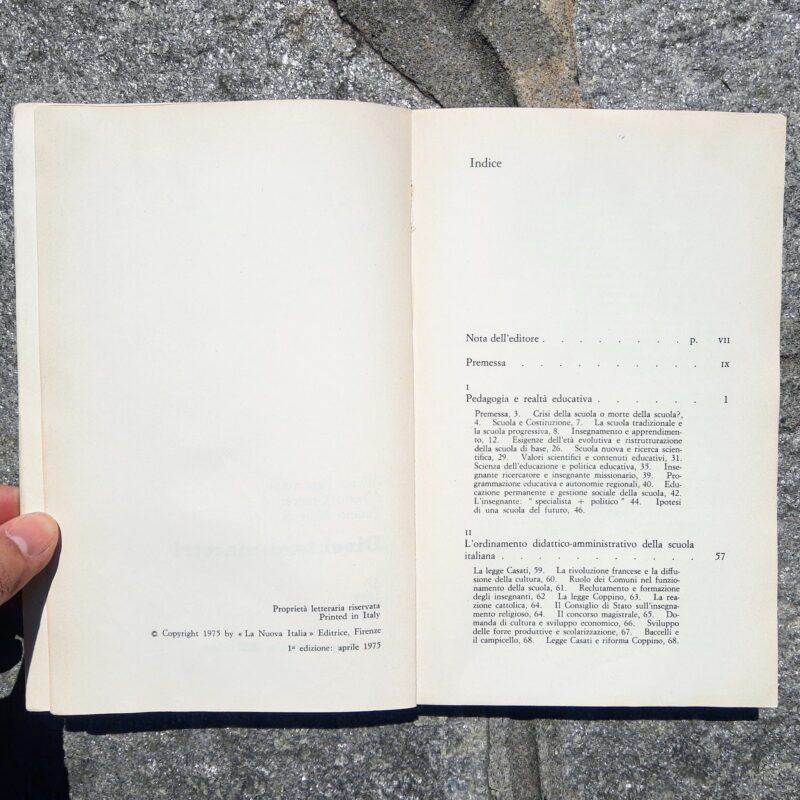 Proprietà letteraria riservata
Printed in Italy
© Copyright 1975 by « La Nuova Italia » Editrice, Firenze
1ª edizione: aprile 1975
Indice
Nota dell'editore . . . . . . . . p. VII
Premessa . . . . . . . . . . IX
I
Pedagogia e realtà educativa . . . . . . 1
Premessa, 3. Crisi della scuola o morte della scuola?,
4. Scuola e Costituzione, 7. La scuola tradizionale e
la scuola progressiva, 8. Insegnamento e apprendimen-
to, 12. Esigenze dell'età evolutiva e ristrutturazione
della scuola di base, 26. Scuola nuova e ricerca scien-
tifica, 29. Valori scientifici e contenuti educativi, 31.
Scienza dell'educazione e politica educativa, 35. Inse-
gnante ricercatore e insegnante missionario, 39. Pro-
grammazione educativa e autonomie regionali, 40. Edu-
cazione permanente e gestione sociale della scuola, 42.
L'insegnante: "specialista + politico" 44. Ipotesi
di una scuola del futuro, 46.
II
L'ordinamento didattico-amministrativo della scuola
italiana . . . . . . . . . . . 57
La legge Casati, 59. La rivoluzione francese e la diffu-
sione della cultura, 60. Ruolo dei Comuni nel funzio-
namento della scuola, 61. Reclutamento e formazione
degli insegnanti, 62 La legge Coppino, 63. La rea-
zione cattolica, 64. Il Consiglio di Stato sull'insegna-
mento religioso, 64. Il concorso magistrale, 65. Do-
manda di cultura e sviluppo economico, 66. Sviluppo
delle forze produttive e scolarizzazione, 67. Baccelli e
il campicello, 68. Legge Casati e riforma Coppino, 68.